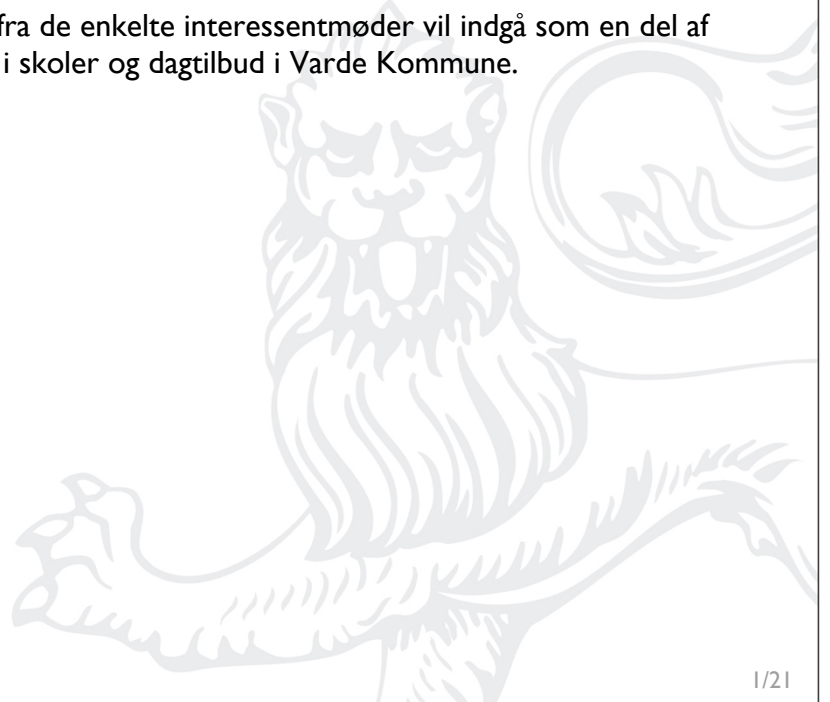 fra de enkelte interessentmøder vil indgå som en del af
i skoler og dagtilbud i Varde Kommune.
1/21